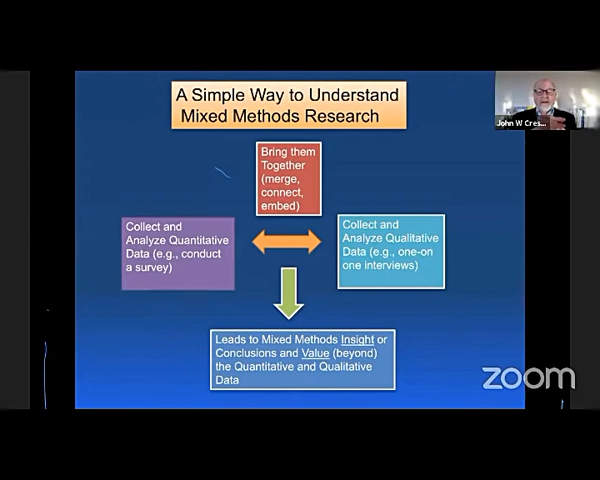 A Simple Way to Understand
Mixed Methods Research
John W Cres...
Bring them
Together
(merge,
connect,
embed)
Collect and
Analyze Quantitative
Data (e.g., conduct
a survey)
Collect and
Analyze Qualitative
Data (e.g., one-on
one interviews)
Leads to Mixed Methods Insight or
Conclusions and Value (beyond)
the Quantitative and Qualitative
Data
zoom